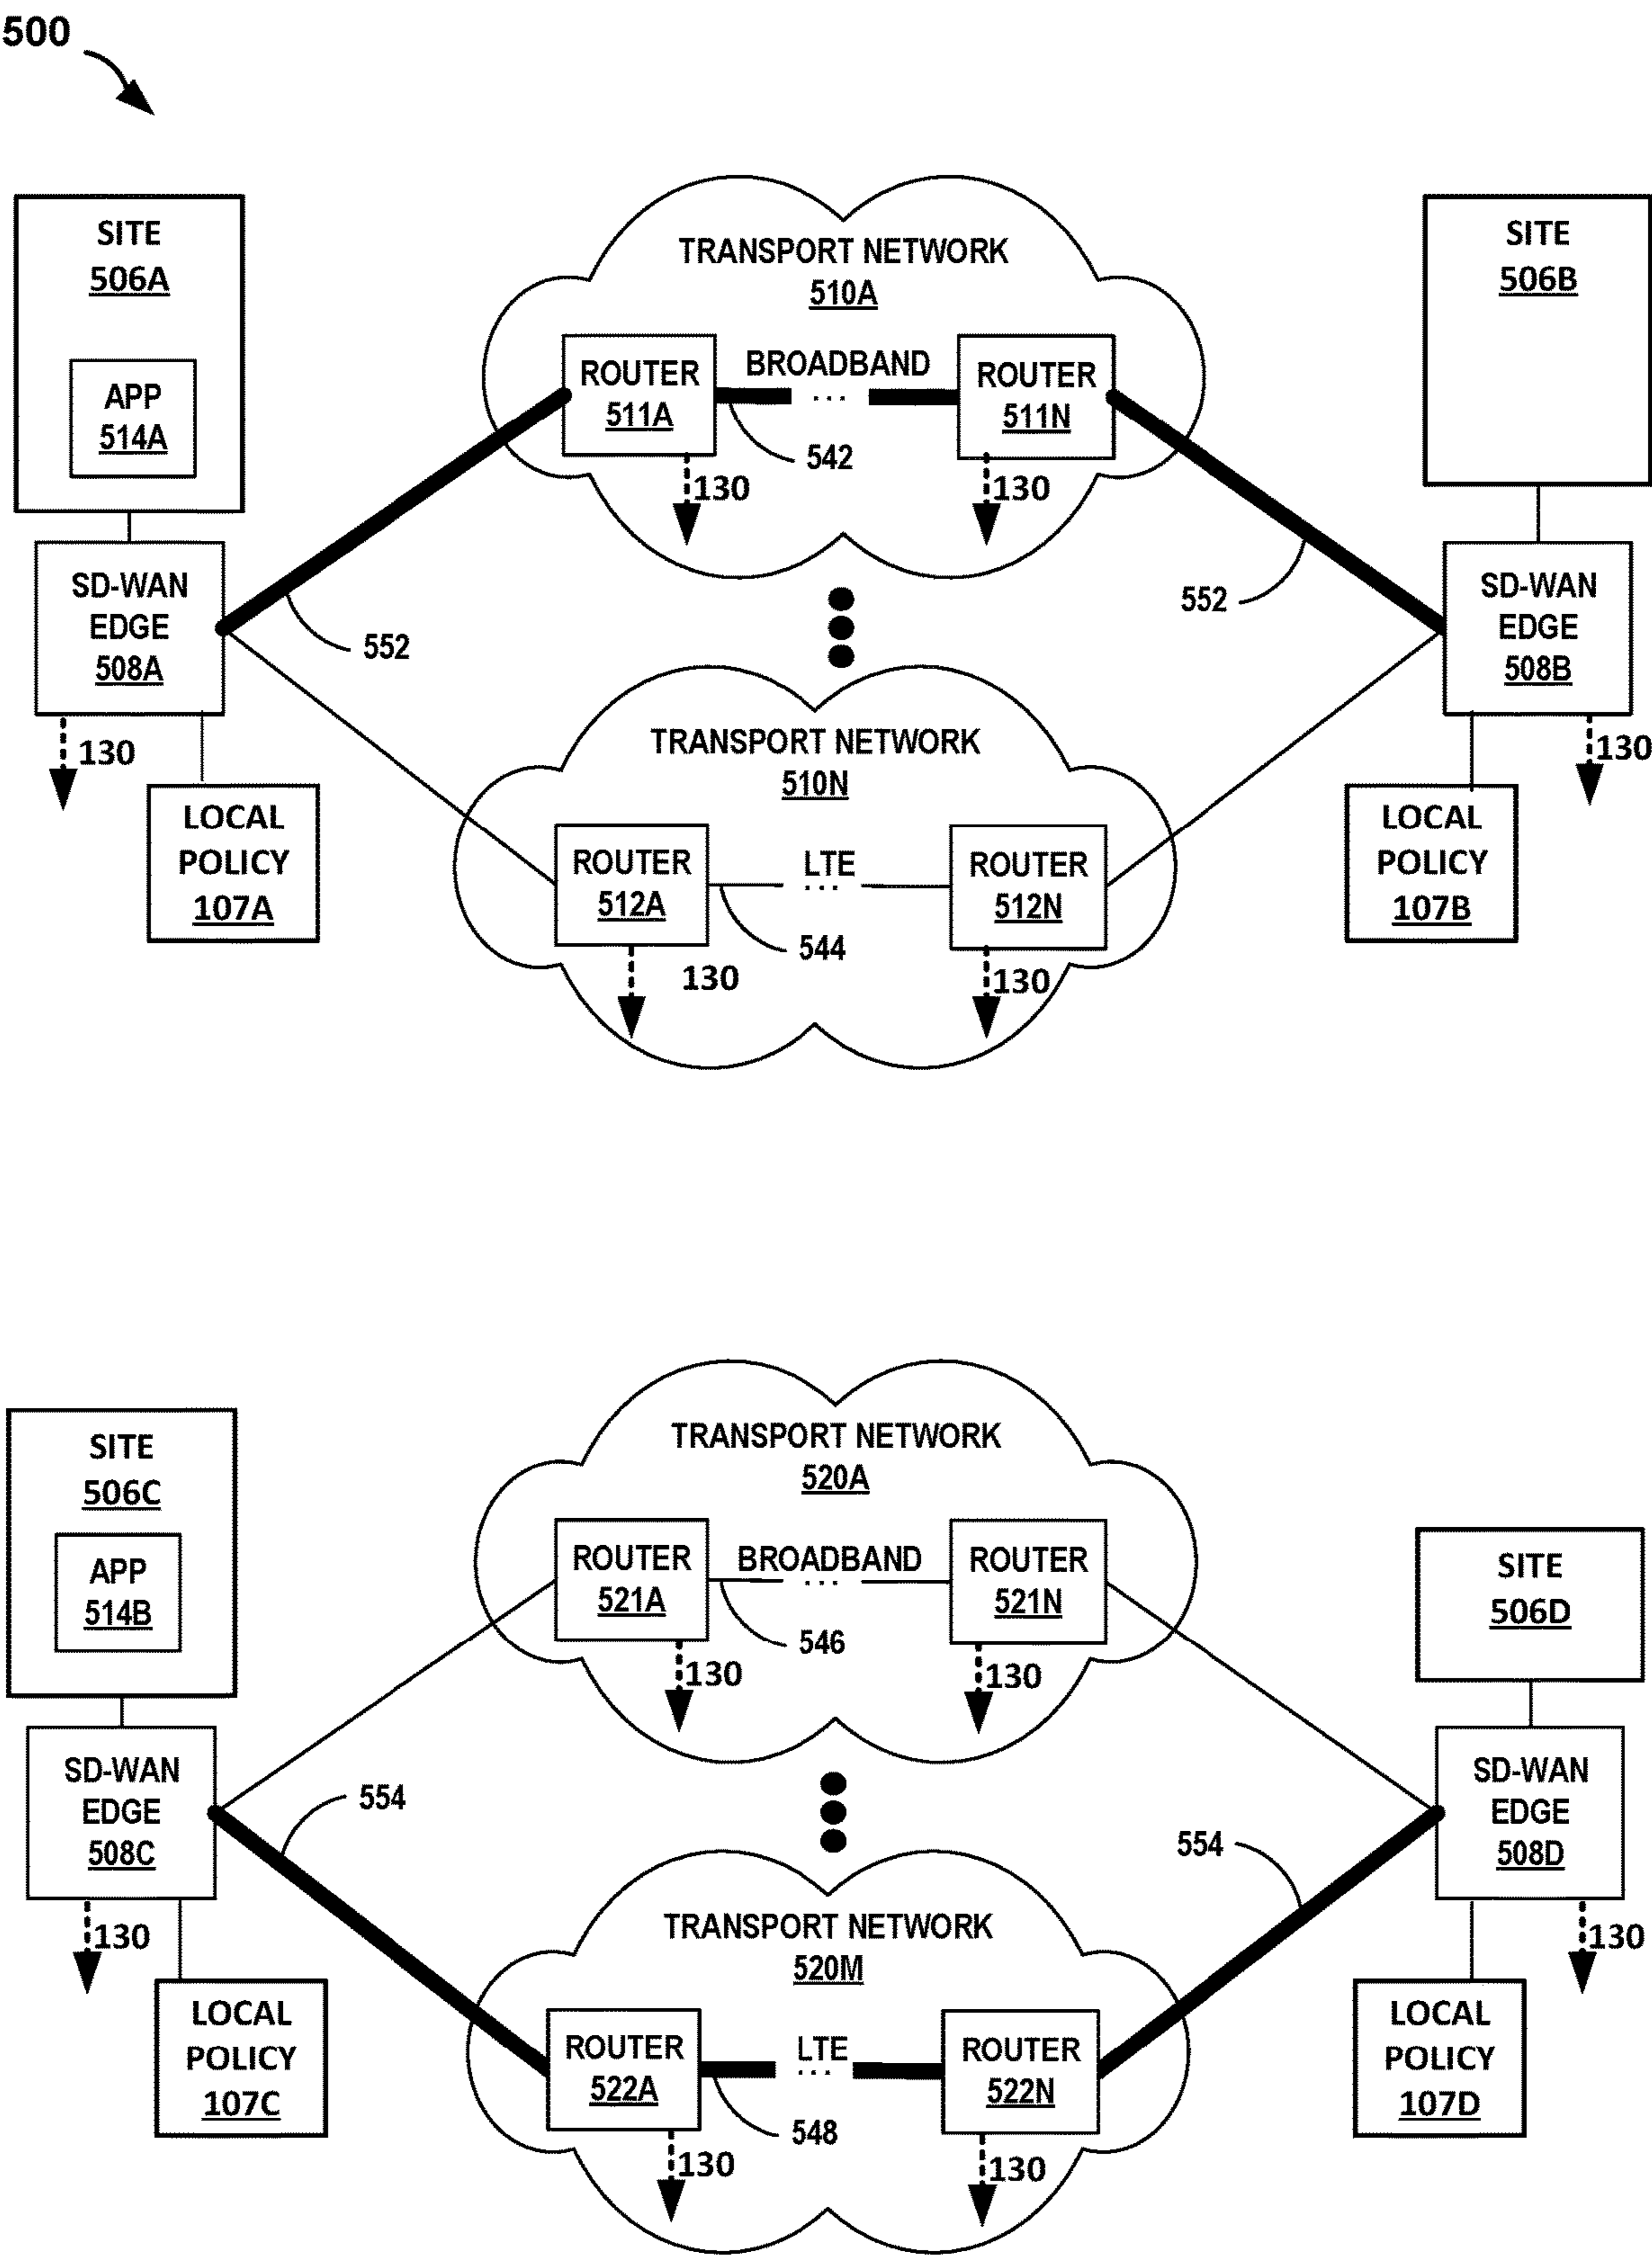 500
SITE
506A
APP
514A
SD-WAN
EDGE
508A
130
LOCAL
POLICY
107A
552
TRANSPORT NETWORK
510A
ROUTER
511A
BROADBAND
...
542
ROUTER
511N
130
130
552
SITE
506B
SD-WAN
EDGE
508B
130
LOCAL
POLICY
107B
TRANSPORT NETWORK
510N
ROUTER
512A
LTE
...
544
ROUTER
512N
130
130
SITE
506C
APP
514B
SD-WAN
EDGE
508C
130
LOCAL
POLICY
107C
554
TRANSPORT NETWORK
520A
ROUTER
521A
BROADBAND
...
546
ROUTER
521N
130
130
554
SITE
506D
SD-WAN
EDGE
508D
130
LOCAL
POLICY
107D
TRANSPORT NETWORK
520M
ROUTER
522A
LTE
...
548
ROUTER
522N
130
130